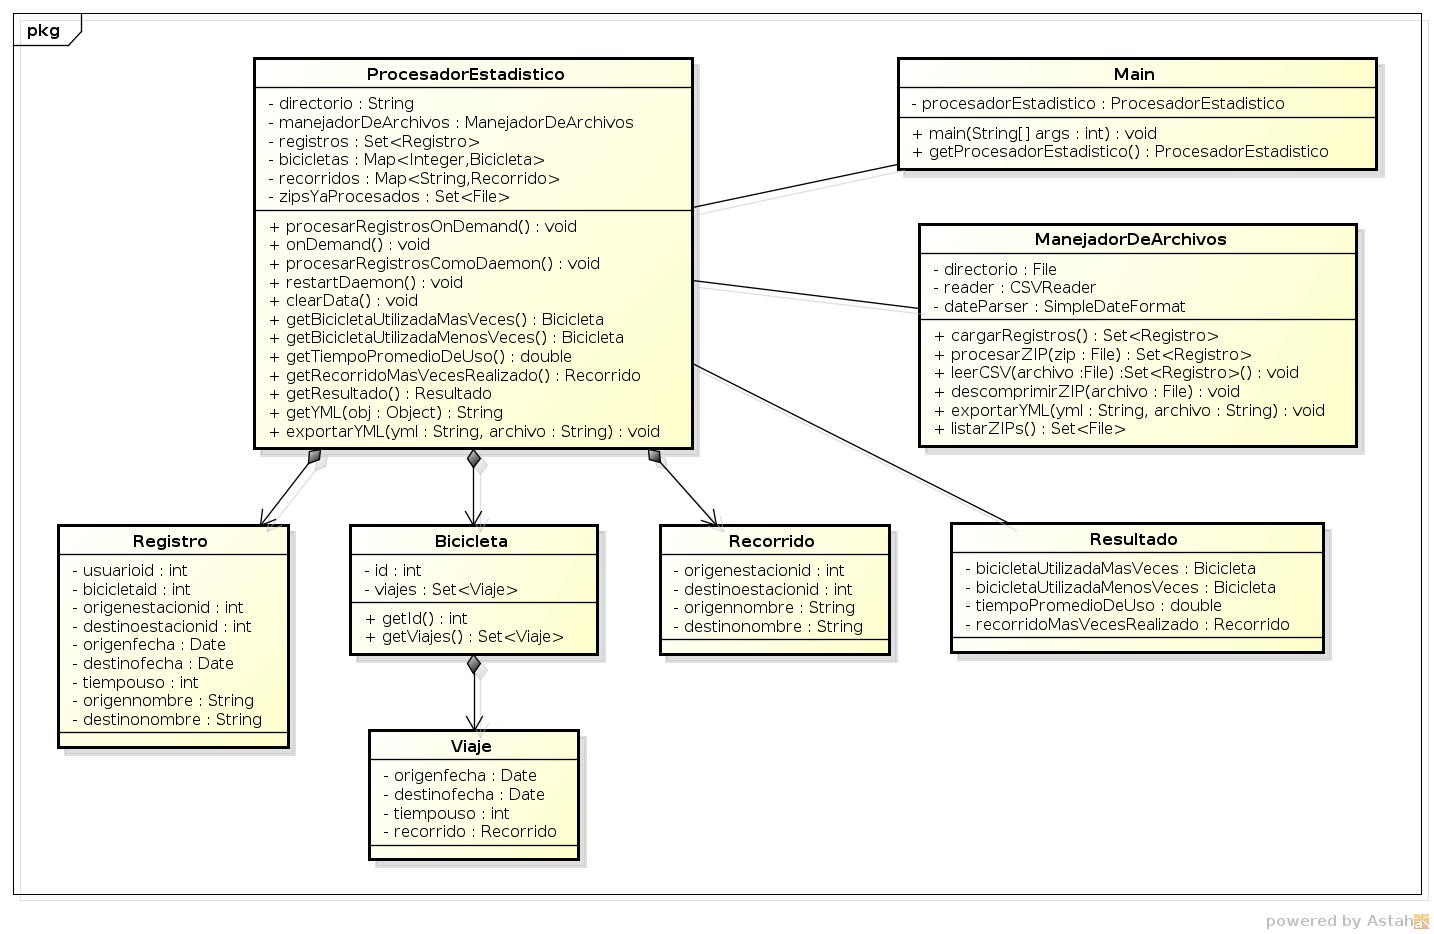 pkg
ProcesadorEstadistico
- directorio : String
- manejadorDeArchivos : ManejadorDeArchivos
- registros : Set<Registro>
- bicicletas : Map<Integer,Bicicleta>
- recorridos : Map<String,Recorrido>
- zipsYaProcesados : Set<File>
+ procesarRegistrosOnDemand() : void
+ onDemand() : void
+ procesarRegistrosComoDaemon() : void
+ restartDaemon() : void
+ clearData() : void
+ getBicicletaUtilizadaMasVeces() : Bicicleta
+ getBicicletaUtilizadaMenosVeces() : Bicicleta
+ getTiempoPromedioDeUso() : double
+ getRecorridoMasVecesRealizado() : Recorrido
+ getResultado() : Resultado
+ getYML(obj : Object) : String
+ exportarYML(yml : String, archivo : String) : void
Main
- procesadorEstadistico : ProcesadorEstadistico
+ main(String[] args : int) : void
+ getProcesadorEstadistico() : ProcesadorEstadistico
ManejadorDeArchivos
- directorio : File
- reader : CSVReader
- dateParser : SimpleDateFormat
+ cargarRegistros() : Set<Registro>
+ procesarZIP(zip : File) : Set<Registro>
+ leerCSV(archivo :File) :Set<Registro>() : void
+ descomprimirZIP(archivo : File) : void
+ exportarYML(yml : String, archivo : String) : void
+ listarZIPs() : Set<File>
Registro
- usuarioid : int
- bicicletaid : int
- origenestacionid : int
- destinoestacionid : int
- origenfecha : Date
- destinofecha : Date
- tiempouso : int
- origennombre : String
- destinonombre : String
Bicicleta
- id : int
- viajes : Set<Viaje>
+ getId() : int
+ getViajes() : Set<Viaje>
Recorrido
- origenestacionid : int
- destinoestacionid : int
- origennombre : String
- destinonombre : String
Resultado
- bicicletaUtilizadaMasVeces : Bicicleta
- bicicletaUtilizadaMenosVeces : Bicicleta
- tiempoPromedioDeUso : double
- recorridoMasVecesRealizado : Recorrido
Viaje
- origenfecha : Date
- destinofecha : Date
- tiempouso : int
- recorrido : Recorrido
powered by Astah